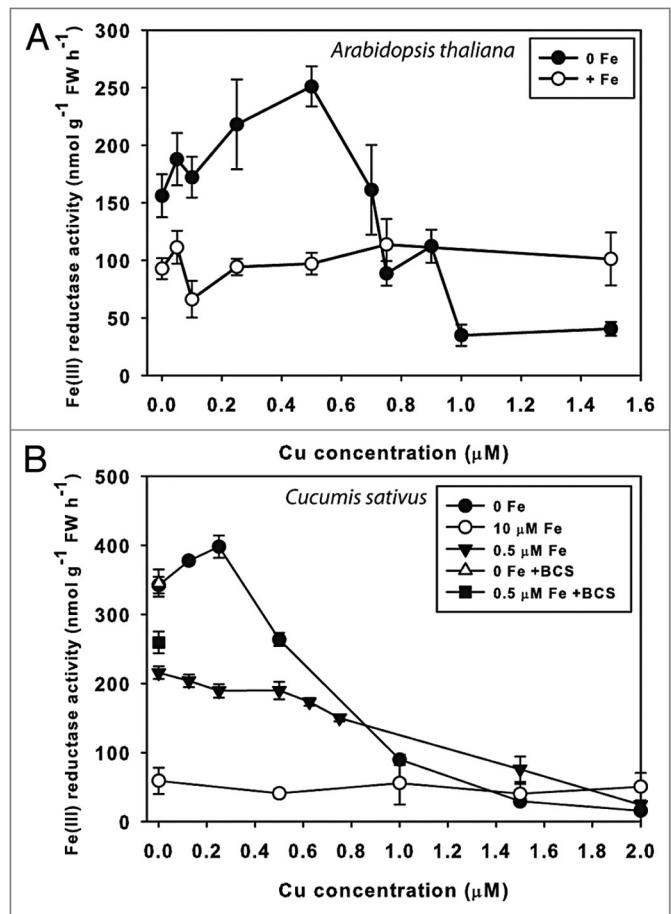 A
Arabidopsis thaliana
0 Fe
+ Fe
Fe(III) reductase activity (nmol g⁻¹ FW h⁻¹)
300
250
200
150
100
50
0
0.0 0.2 0.4 0.6 0.8 1.0 1.2 1.4 1.6
Cu concentration (μM)
B
Cucumis sativus
0 Fe
10 μM Fe
0.5 μM Fe
0 Fe +BCS
0.5 μM Fe +BCS
Fe(III) reductase activity (nmol g⁻¹ FW h⁻¹)
500
400
300
200
100
0
0.0 0.2 0.4 0.6 0.8 1.0 1.2 1.4 1.6 1.8 2.0
Cu concentration (μM)